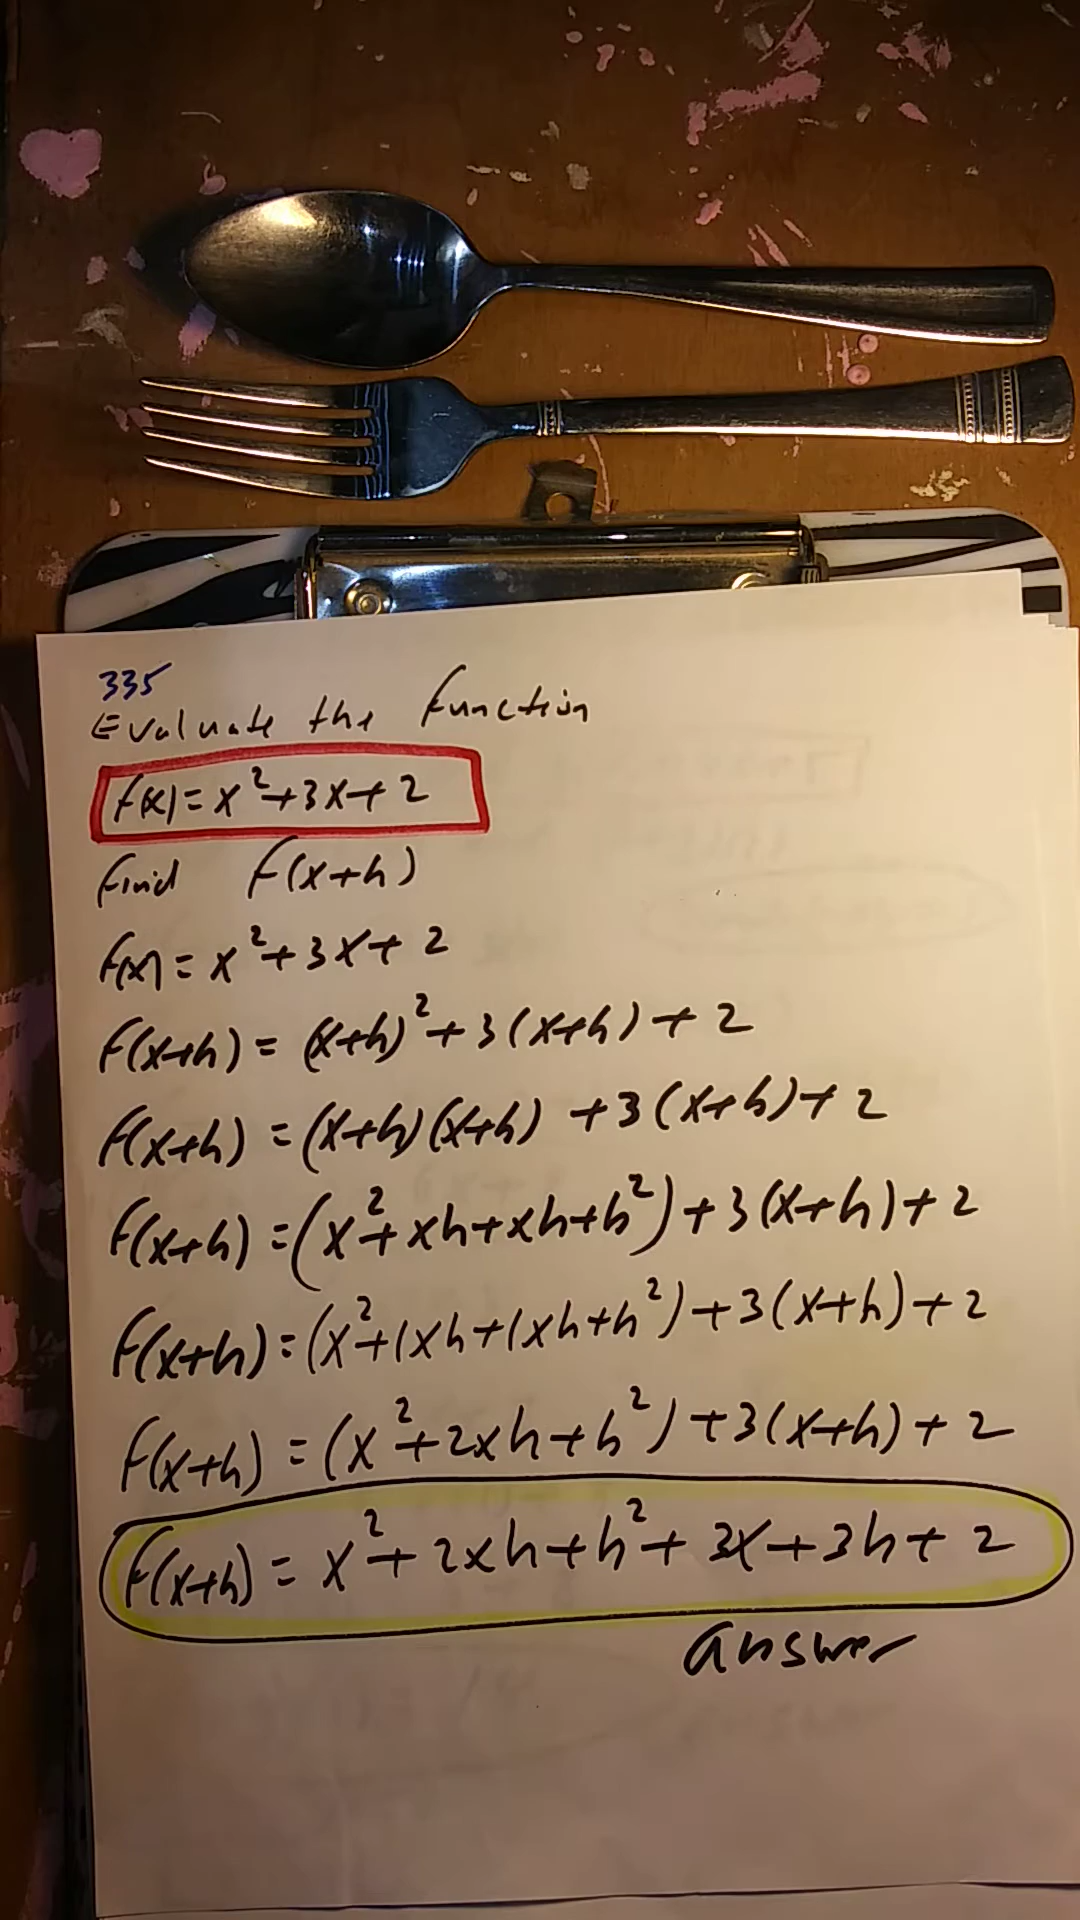 335
Evaluate the function
f(x) = x²+3x+2
find f(x+h)
f(x) = x²+3x+2
f(x+h) = (x+h)²+3(x+h)+2
f(x+h) = (x+h)(x+h) +3(x+h)+2
f(x+h) = (x²+xh+xh+h²)+3(x+h)+2
f(x+h) = (x²+1xh+1xh+h²)+3(x+h)+2
f(x+h) = (x²+2xh+h²)+3(x+h)+2
f(x+h) = x²+2xh+h²+3x+3h+2
answer